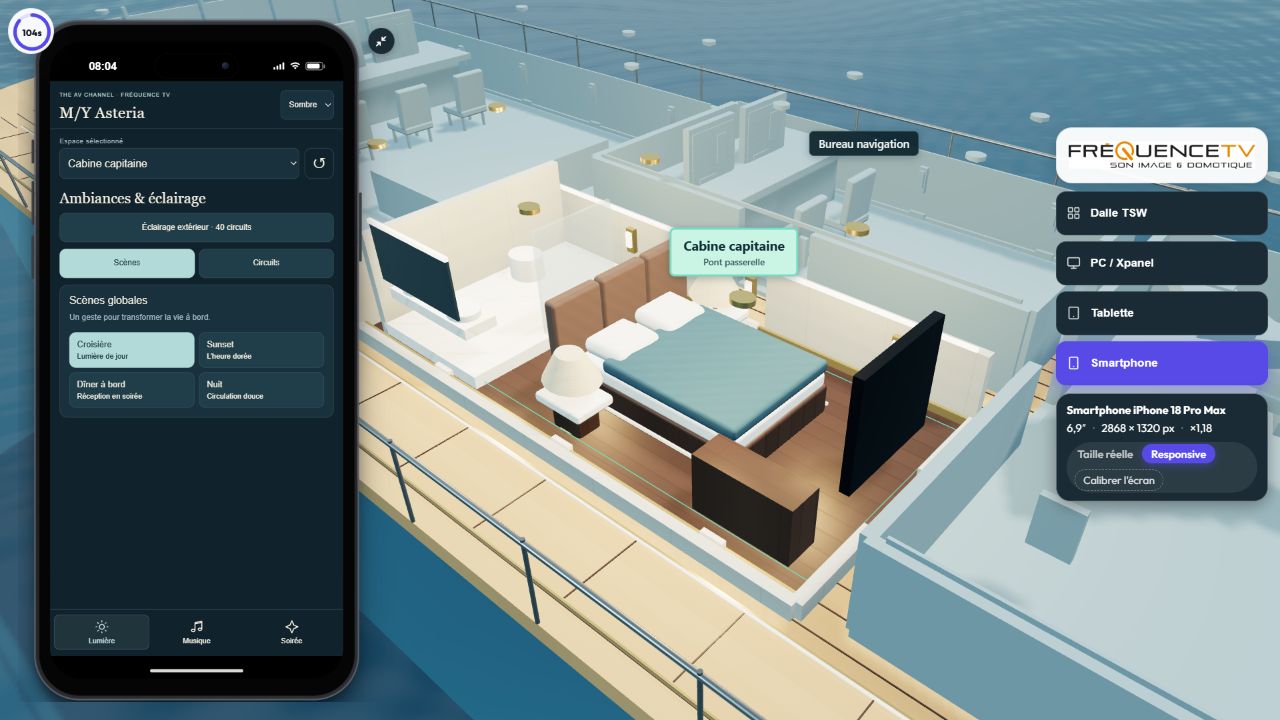 104s
08:04
THE AV CHANNEL · FRÉQUENCE TV
M/Y Asteria
Sombre
Espace sélectionné
Cabine capitaine
Ambiances & éclairage
Éclairage extérieur · 40 circuits
Scènes
Circuits
Scènes globales
Un geste pour transformer la vie à bord.
Croisière
Lumière de jour
Sunset
L'heure dorée
Dîner à bord
Réception en soirée
Nuit
Circulation douce
Lumière
Musique
Soirée
Bureau navigation
Cabine capitaine
Pont passerelle
FRÉQUENCETV
SON IMAGE & DOMOTIQUE
Dalle TSW
PC / Xpanel
Tablette
Smartphone
Smartphone iPhone 18 Pro Max
6,9″ · 2868 × 1320 px · ×1,18
Taille réelle
Responsive
Calibrer l'écran